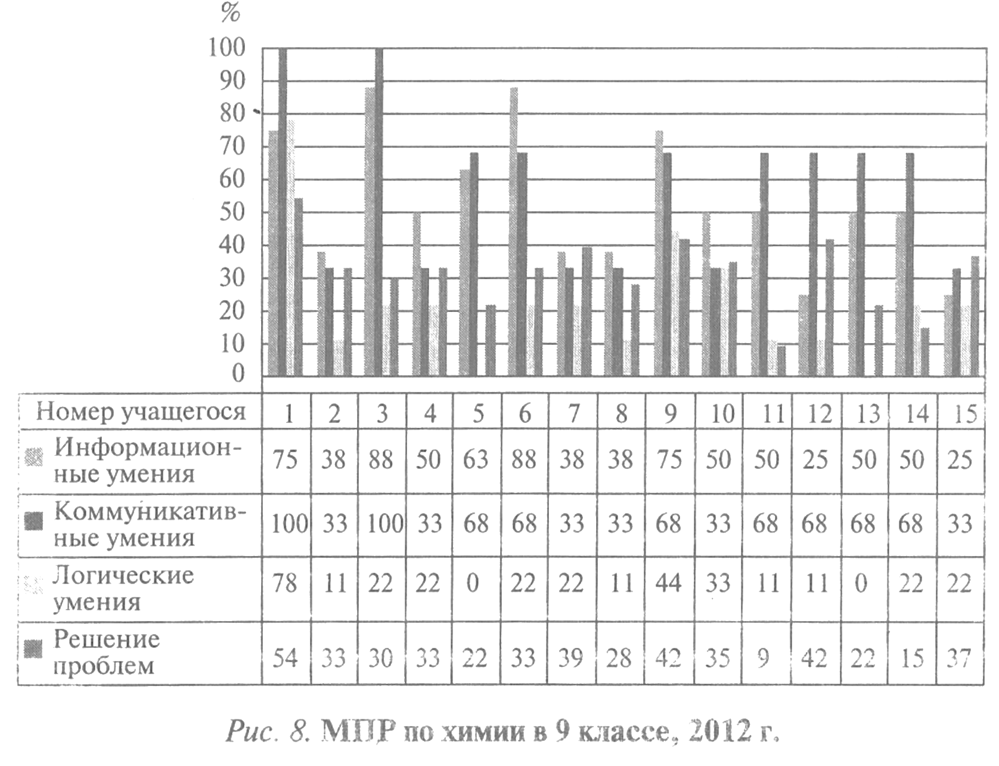 %
100
90
80
70
60
50
40
30
20
10
0
Номер учащегося 1 2 3 4 5 6 7 8 9 10 11 12 13 14 15
Информацион-
ные умения 75 38 88 50 63 88 38 38 75 50 50 25 50 50 25
Коммуникатив-
ные умения 100 33 100 33 68 68 33 33 68 33 68 68 68 68 33
Логические
умения 78 11 22 22 0 22 22 11 44 33 11 11 0 22 22
Решение
проблем 54 33 30 33 22 33 39 28 42 35 9 42 22 15 37
Рис. 8. МПР по химии в 9 классе, 2012 г.